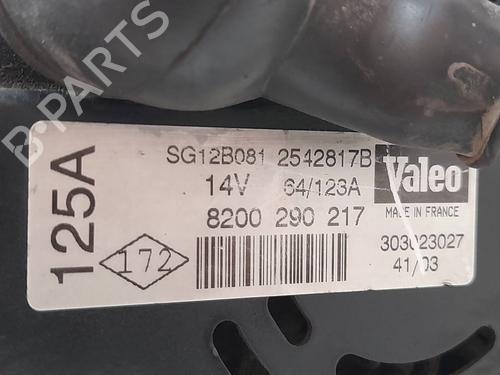 125A
SG12B081 2542817B
14V 64/123A
8200 290 217
172
Valeo
MADE IN FRANCE
303023027
41/03
B-PARTS